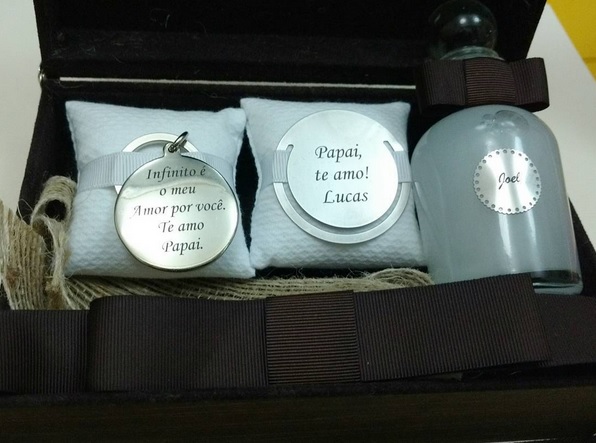 Infinito é
o meu
Amor por você.
Te amo
Papai.
Papai,
te amo!
Lucas
Joel